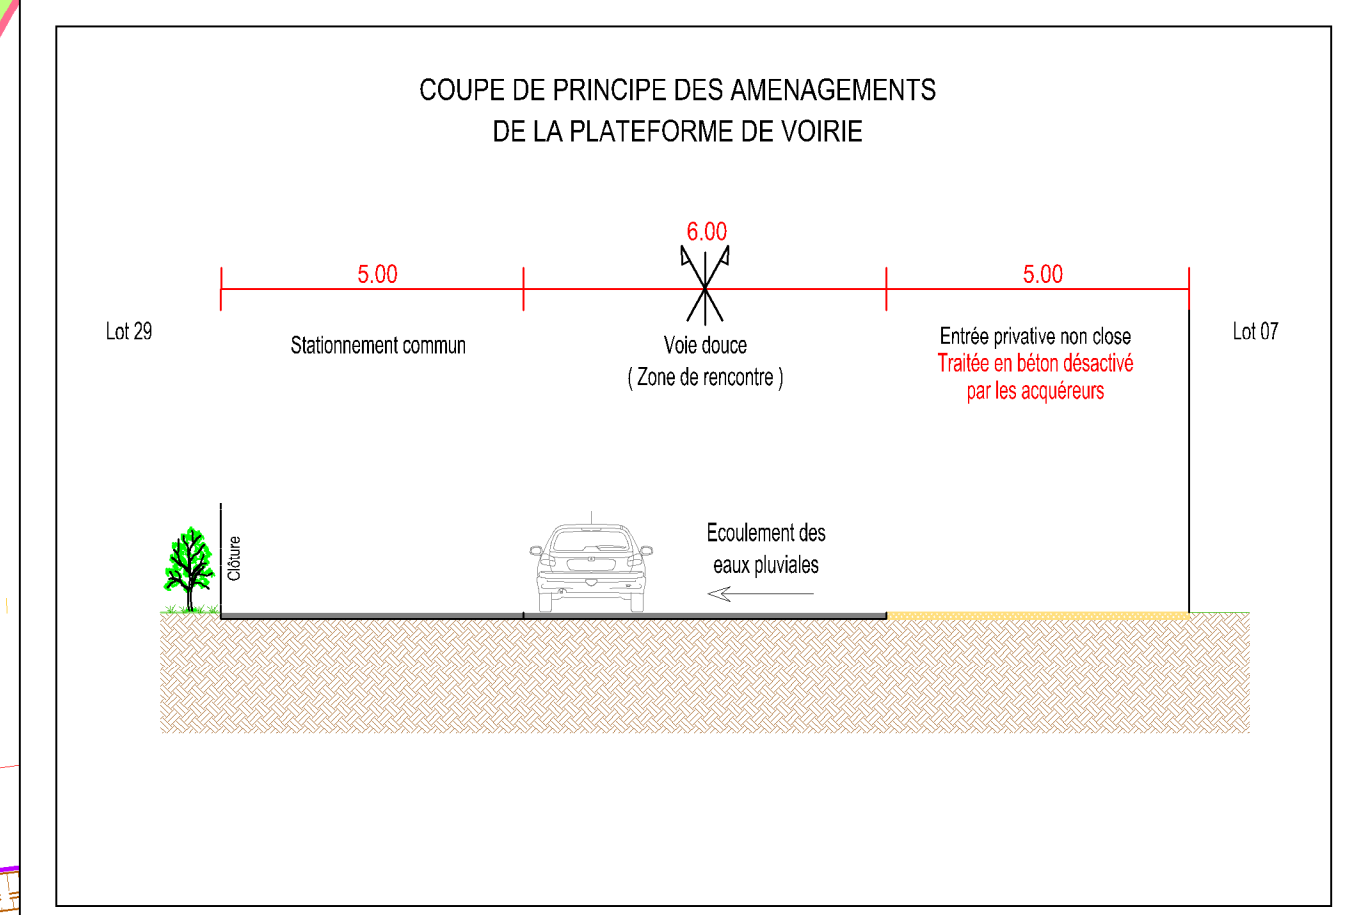 COUPE DE PRINCIPE DES AMENAGEMENTS
DE LA PLATEFORME DE VOIRIE
6.00
5.00
5.00
Lot 29
Stationnement commun
Voie douce
( Zone de rencontre )
Entrée privative non close
Traitée en béton désactivé
par les acquéreurs
Lot 07
Clôture
Ecoulement des
eaux pluviales